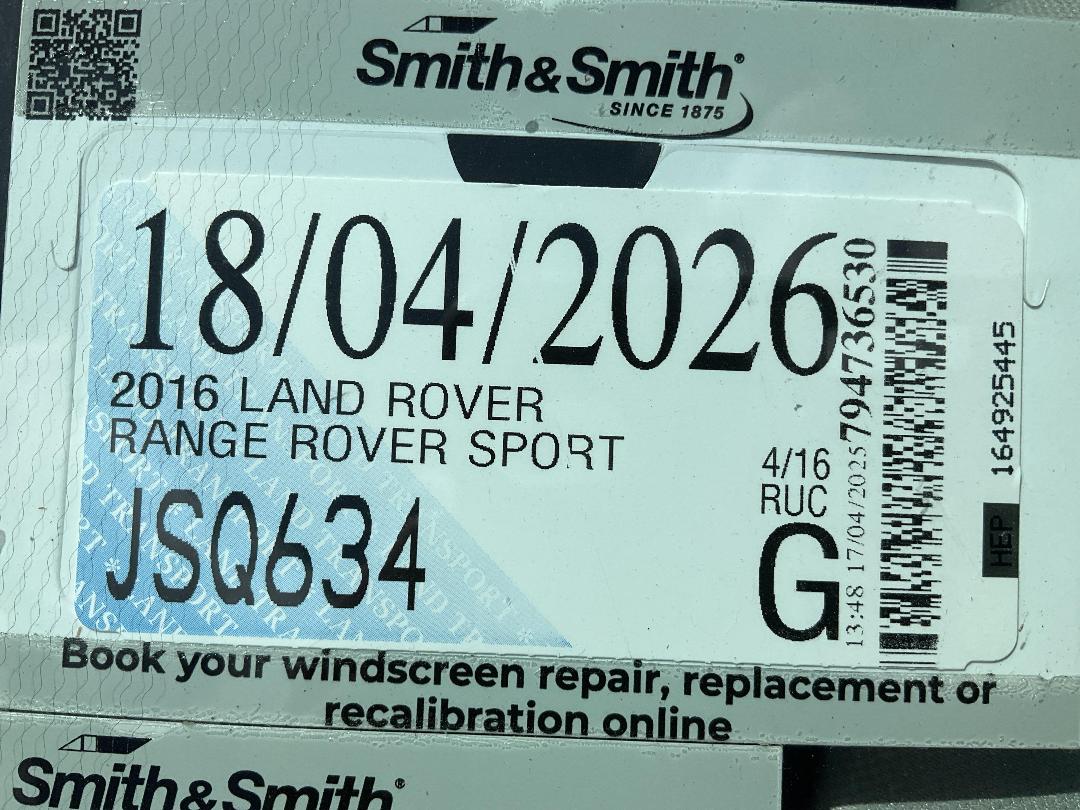 Smith&Smith®
SINCE 1875
18/04/2026
2016 LAND ROVER
RANGE ROVER SPORT
JSQ634
4/16
RUC
G
13:48 17/04/2025
794736530
164925445
HEP
Book your windscreen repair, replacement or
recalibration online
Smith&Smith®